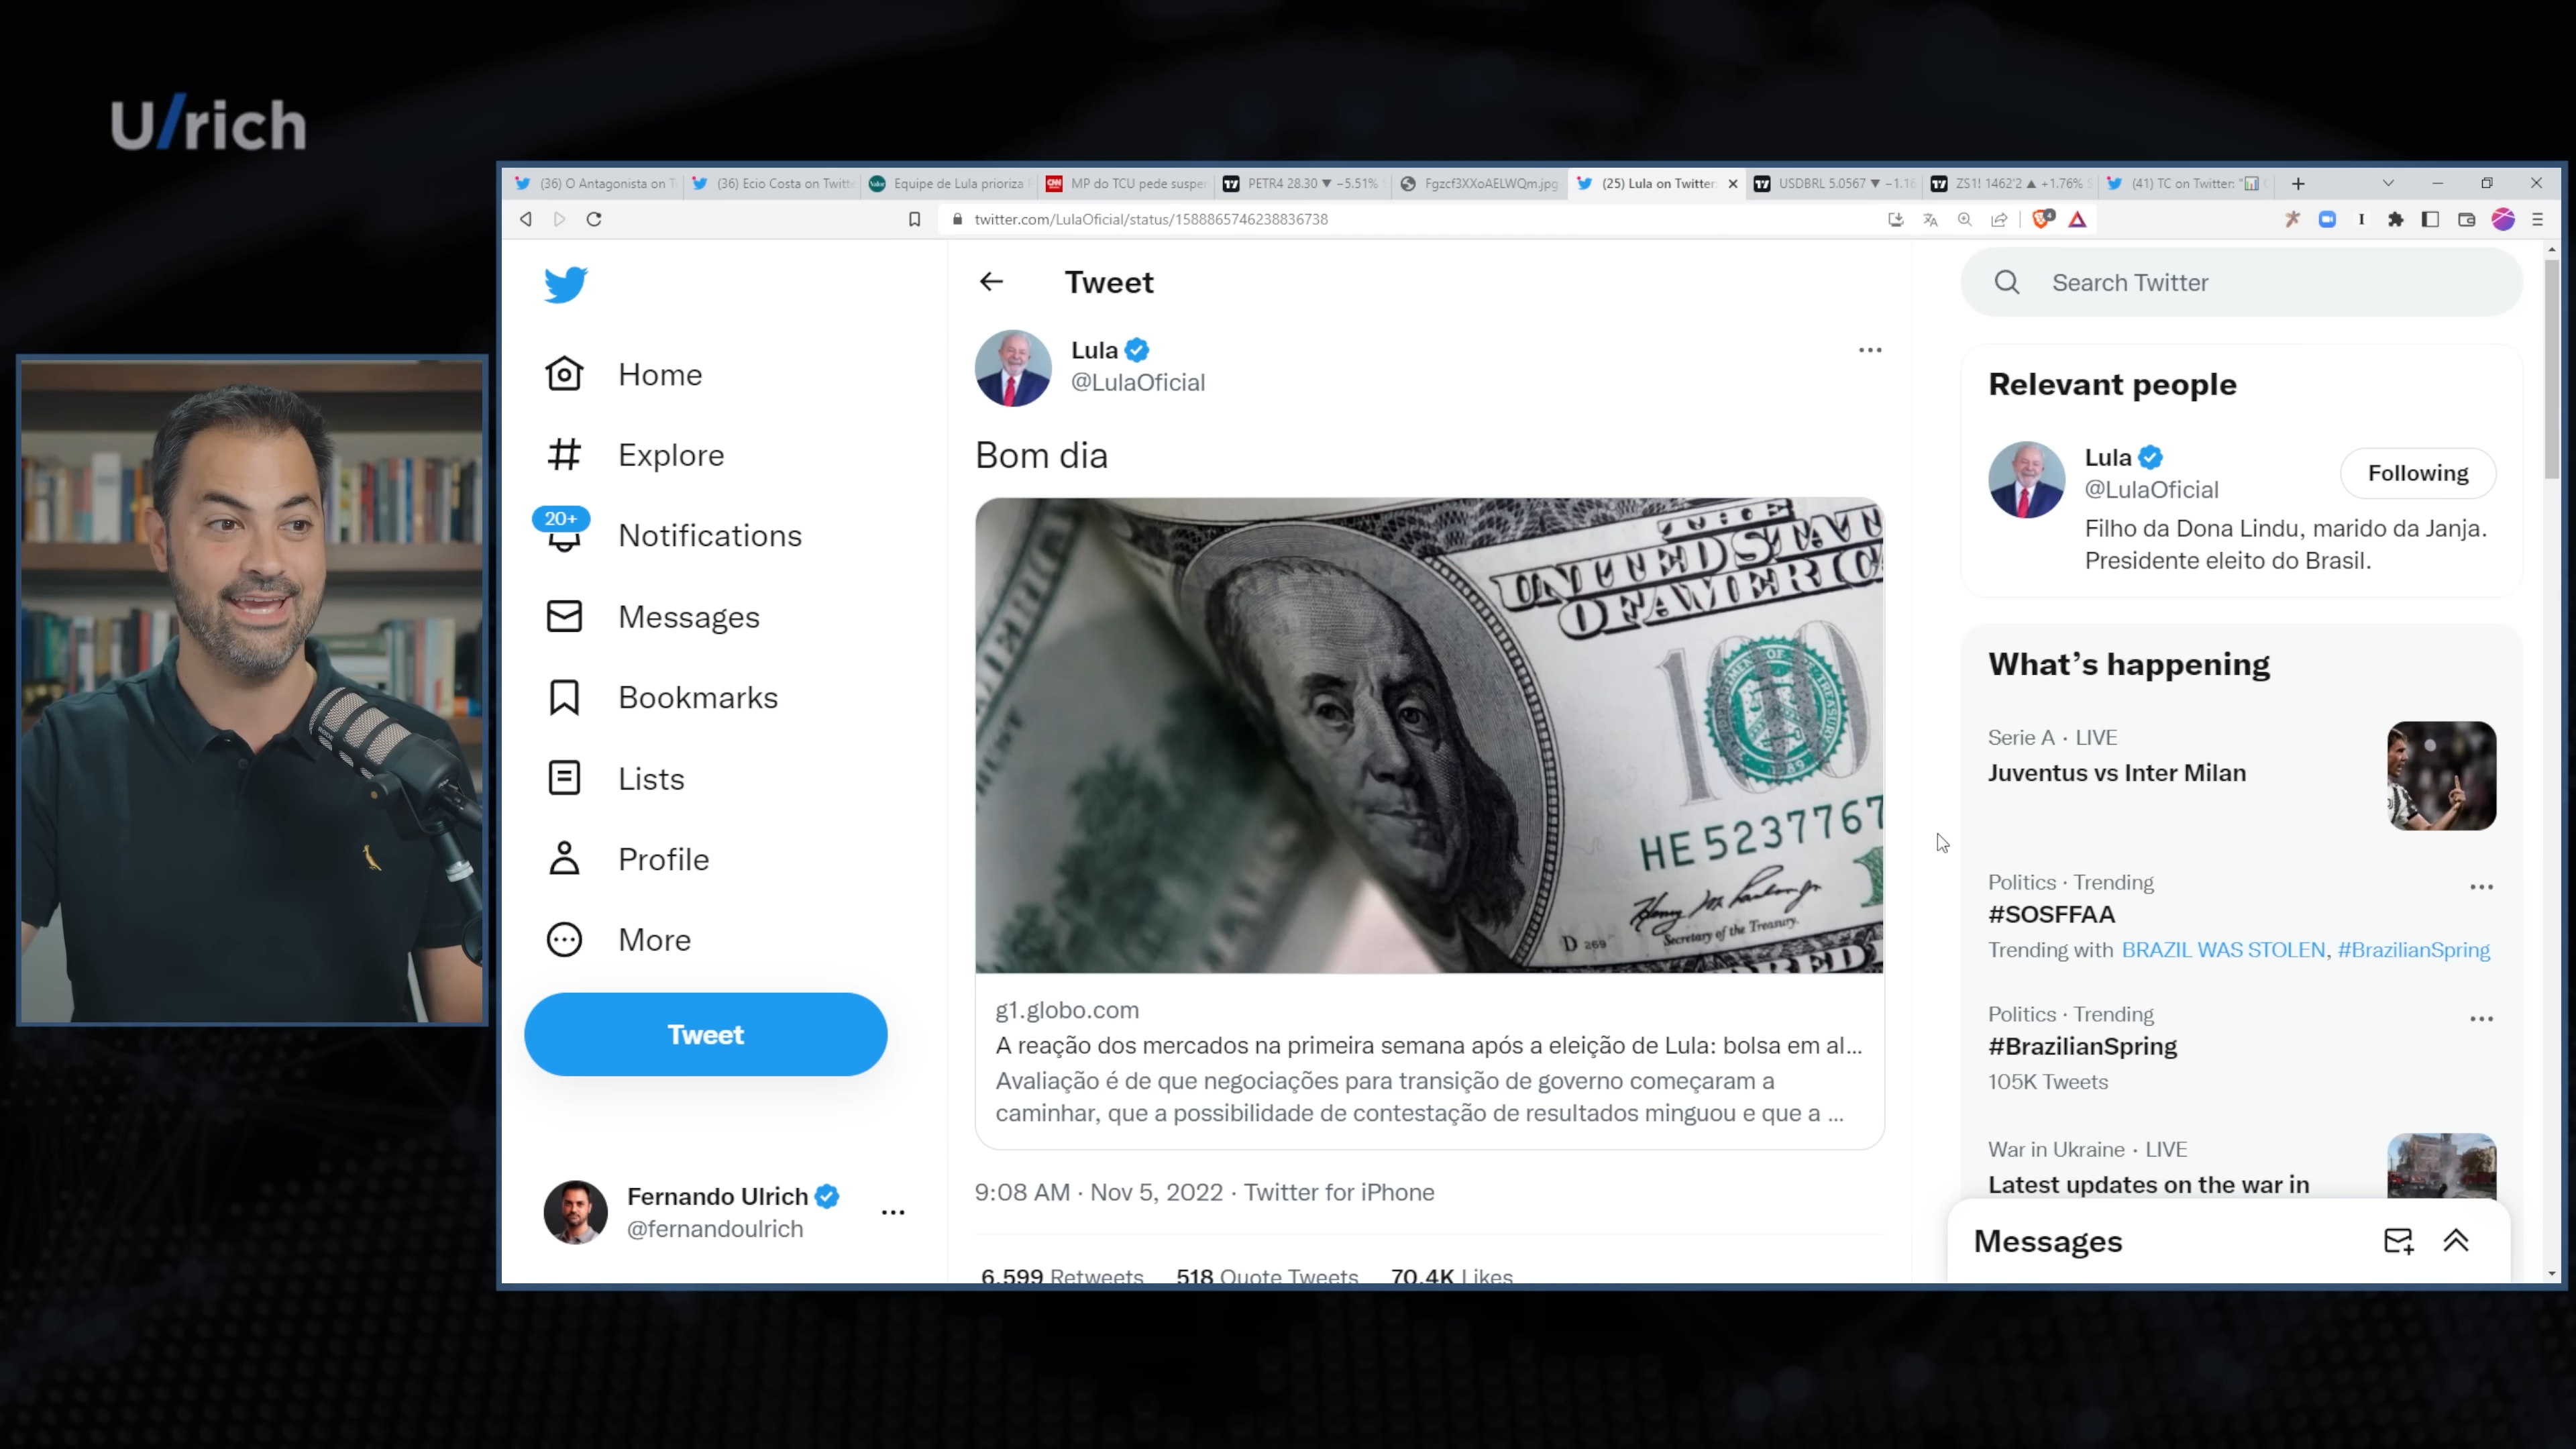 U/rich
(36) O Antagonista on T
(36) Ecio Costa on Twitte
Equipe de Lula prioriza
MP do TCU pede susper
PETR4 28.30 ▼ −5.51%
Fgzcf3XXoAELWQm.jpg
(25) Lula on Twitter:
USDBRL 5.0567 ▼ −1.16
ZS1! 1462'2 ▲ +1.76%
(41) TC on Twitter: "
twitter.com/LulaOficial/status/1588865746238836738
Home
Explore
20+
Notifications
Messages
Bookmarks
Lists
Profile
More
Tweet
Fernando Ulrich
@fernandoulrich
Tweet
Lula
@LulaOficial
Bom dia
THE
UNITED STAT
OF AMERIC
100
HE 5237767
D 269
Secretary of the Treasury.
g1.globo.com
A reação dos mercados na primeira semana após a eleição de Lula: bolsa em al...
Avaliação é de que negociações para transição de governo começaram a
caminhar, que a possibilidade de contestação de resultados minguou e que a ...
9:08 AM · Nov 5, 2022 · Twitter for iPhone
6,599 Retweets 518 Quote Tweets 70.4K Likes
Search Twitter
Relevant people
Lula
@LulaOficial
Following
Filho da Dona Lindu, marido da Janja.
Presidente eleito do Brasil.
What's happening
Serie A · LIVE
Juventus vs Inter Milan
Politics · Trending
#SOSFFAA
Trending with BRAZIL WAS STOLEN, #BrazilianSpring
Politics · Trending
#BrazilianSpring
105K Tweets
War in Ukraine · LIVE
Latest updates on the war in
Messages